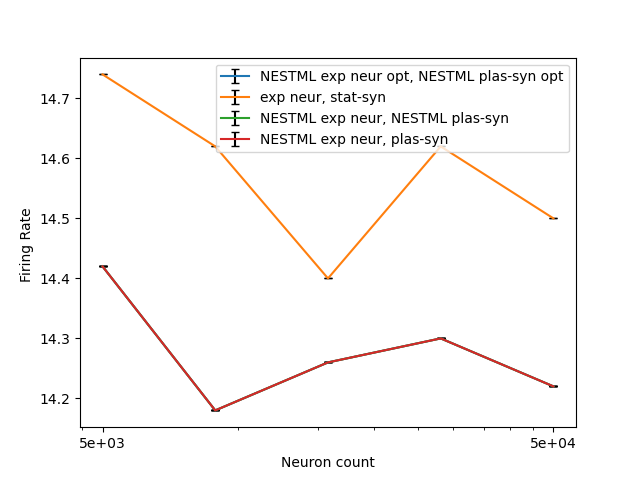 NESTML exp neur opt, NESTML plas-syn opt
exp neur, stat-syn
NESTML exp neur, NESTML plas-syn
NESTML exp neur, plas-syn
14.7
14.6
14.5
14.4
14.3
14.2
Firing Rate
5e+03
5e+04
Neuron count